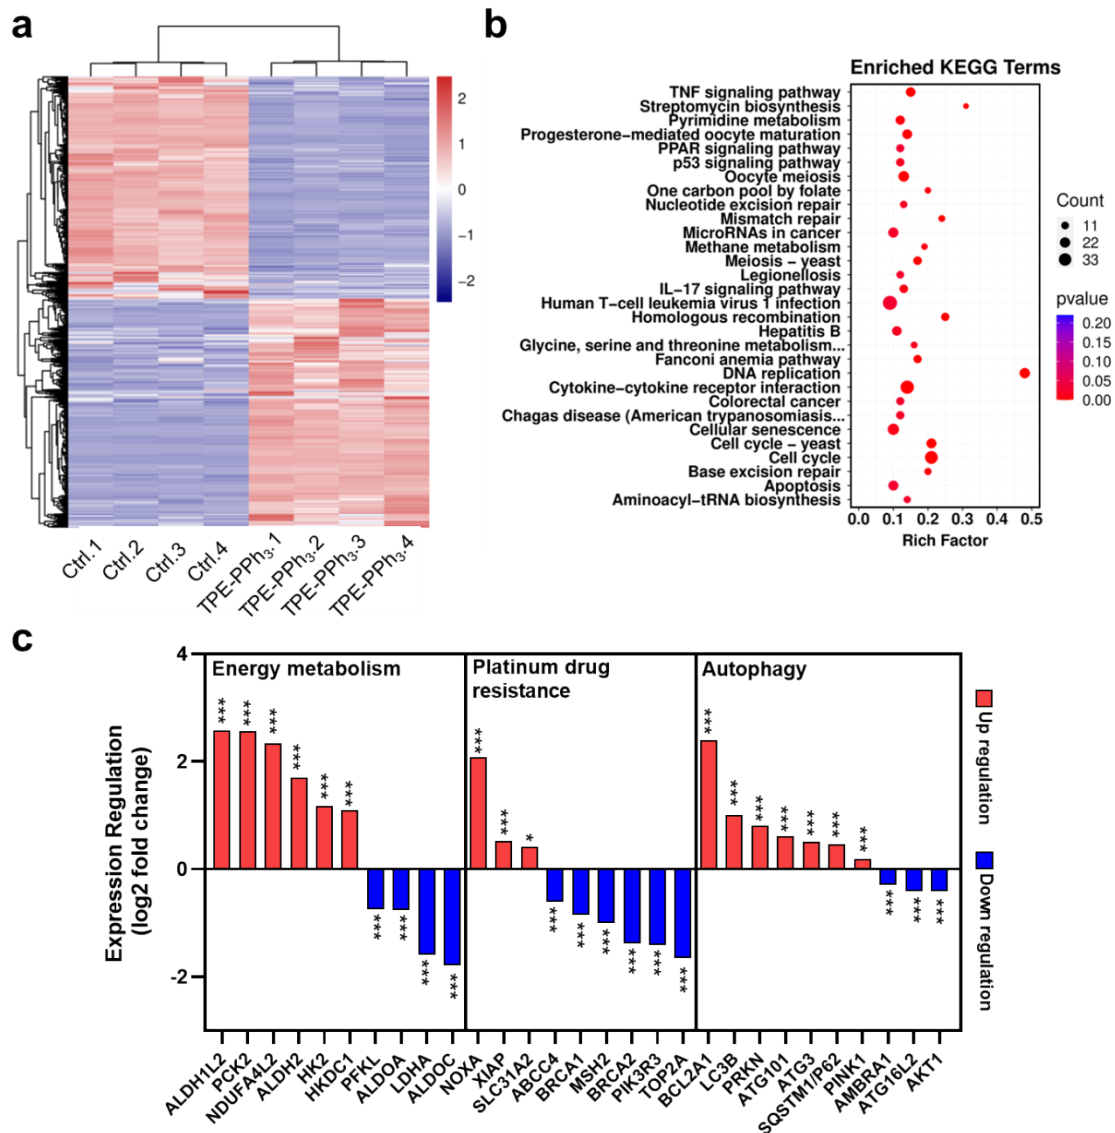 a
2
1
0
−1
−2
Ctrl.1
Ctrl.2
Ctrl.3
Ctrl.4
TPE-PPh₃-1
TPE-PPh₃-2
TPE-PPh₃-3
TPE-PPh₃-4
b
Enriched KEGG Terms
TNF signaling pathway
Streptomycin biosynthesis
Pyrimidine metabolism
Progesterone−mediated oocyte maturation
PPAR signaling pathway
p53 signaling pathway
Oocyte meiosis
One carbon pool by folate
Nucleotide excision repair
Mismatch repair
MicroRNAs in cancer
Methane metabolism
Meiosis − yeast
Legionellosis
IL−17 signaling pathway
Human T−cell leukemia virus 1 infection
Homologous recombination
Hepatitis B
Glycine, serine and threonine metabolism...
Fanconi anemia pathway
DNA replication
Cytokine−cytokine receptor interaction
Colorectal cancer
Chagas disease (American trypanosomiasis...
Cellular senescence
Cell cycle − yeast
Cell cycle
Base excision repair
Apoptosis
Aminoacyl−tRNA biosynthesis
0.0 0.1 0.2 0.3 0.4 0.5
Rich Factor
Count
11
22
33
pvalue
0.20
0.15
0.10
0.05
0.00
c
Expression Regulation
(log2 fold change)
4
2
0
-2
Energy metabolism
*** *** *** *** *** ***
*** *** *** ***
Platinum drug
resistance
*** *** *
*** *** *** *** *** ***
Autophagy
*** *** *** *** *** *** ***
*** *** ***
Up regulation
Down regulation
ALDH1L2
PCK2
NDUFA4L2
ALDH2
HK2
HKDC1
PFKL
ALDOA
LDHA
ALDOC
NOXA
XIAP
SLC31A2
ABCC4
BRCA1
MSH2
BRCA2
PIK3R3
TOP2A
BCL2A1
LC3B
PRKN
ATG101
ATG3
SQSTM1/P62
PINK1
AMBRA1
ATG16L2
AKT1